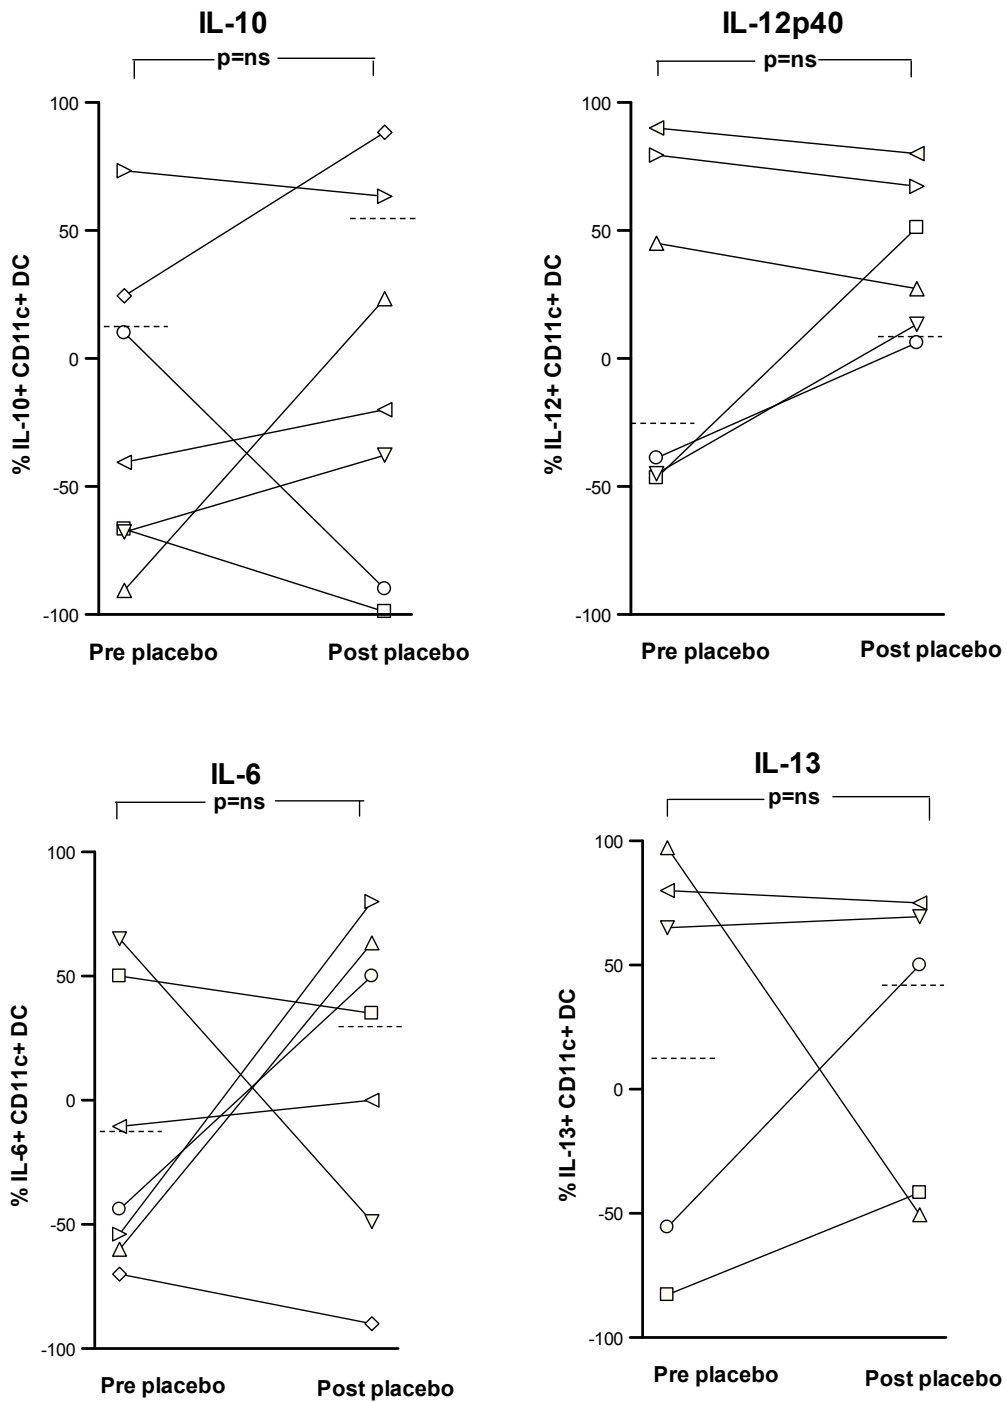 IL-10
p=ns
100
50
0
-50
-100
% IL-10+ CD11c+ DC
Pre placebo
Post placebo
IL-12p40
p=ns
100
50
0
-50
-100
% IL-12+ CD11c+ DC
Pre placebo
Post placebo
IL-6
p=ns
100
50
0
-50
-100
% IL-6+ CD11c+ DC
Pre placebo
Post placebo
IL-13
p=ns
100
50
0
-50
-100
% IL-13+ CD11c+ DC
Pre placebo
Post placebo